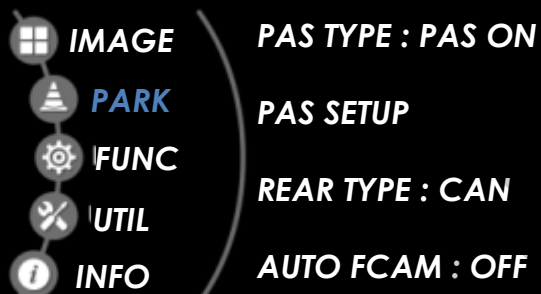 IMAGE
PARK
FUNC
UTIL
INFO
PAS TYPE : PAS ON
PAS SETUP
REAR TYPE : CAN
AUTO FCAM : OFF